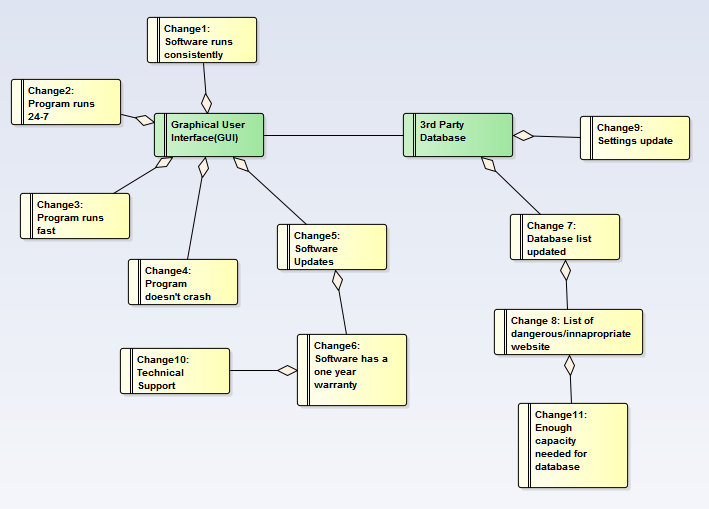 Change1:
Software runs
consistently
Change2:
Program runs
24-7
Graphical User
Interface(GUI)
3rd Party
Database
Change9:
Settings update
Change3:
Program runs
fast
Change4:
Program
doesn't crash
Change5:
Software
Updates
Change 7:
Database list
updated
Change 8: List of
dangerous/innapropriate
website
Change6:
Software has a
one year
warranty
Change10:
Technical
Support
Change11:
Enough
capacity
needed for
database